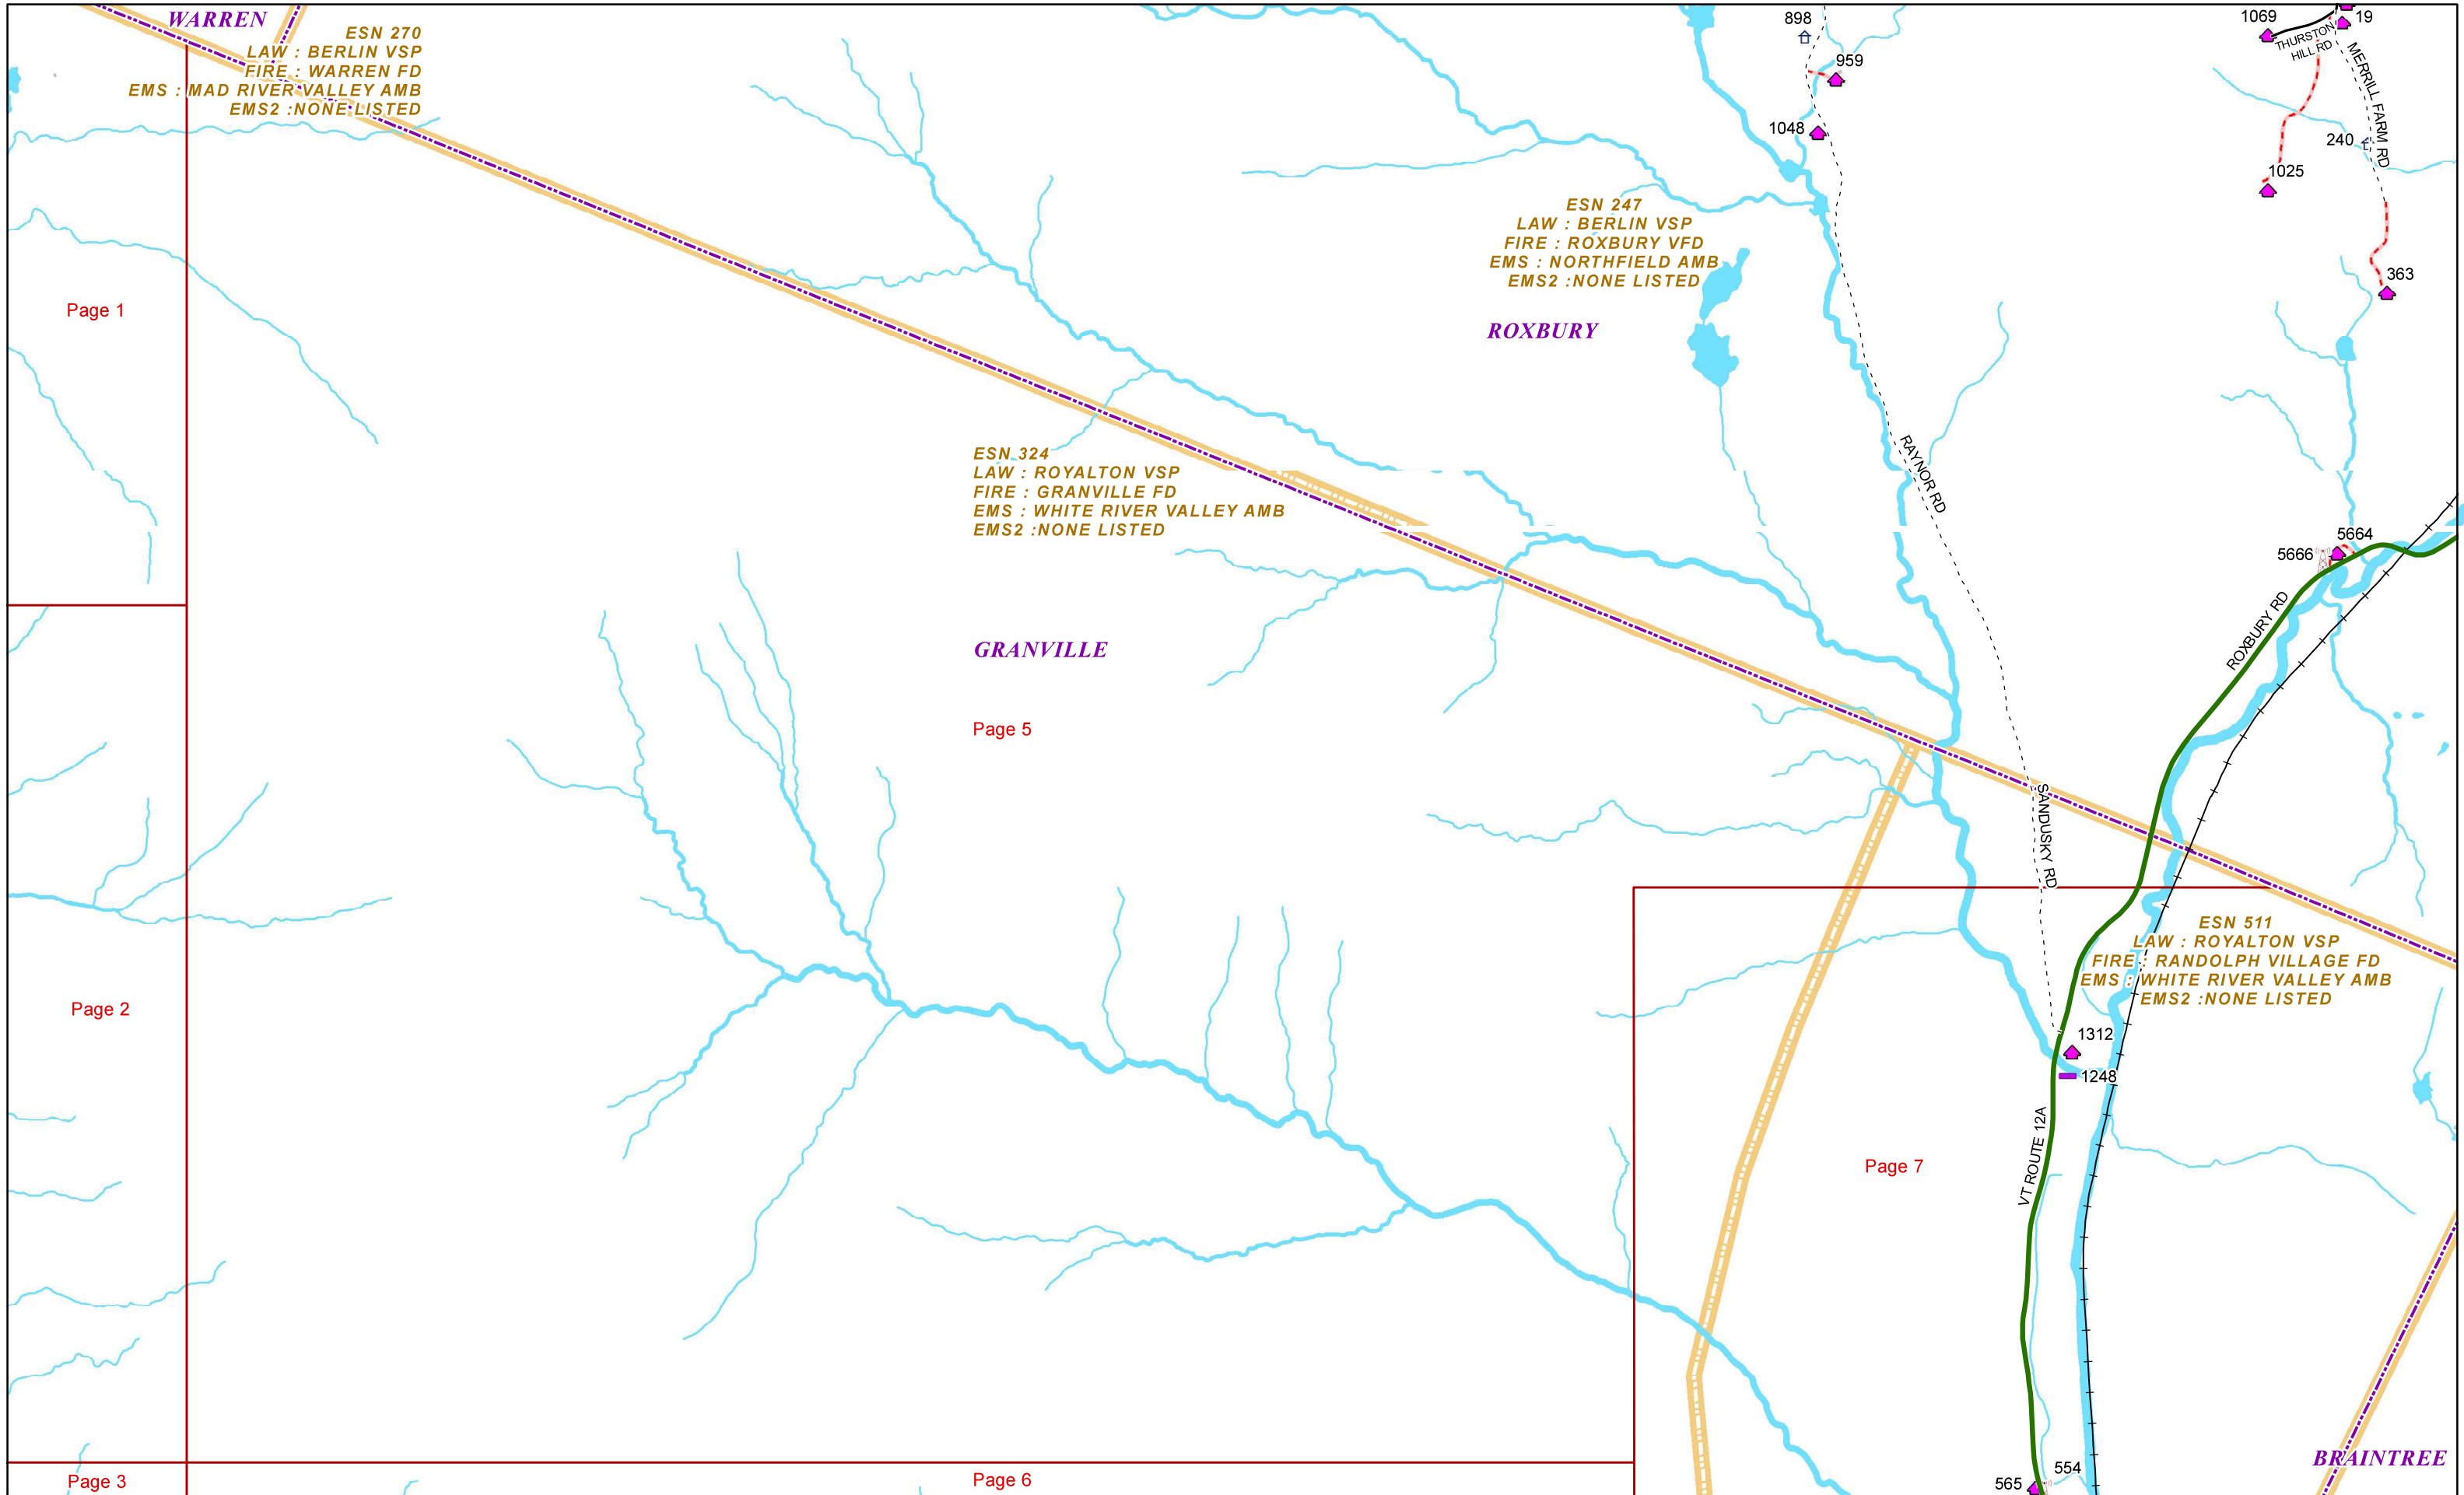 WARREN
ESN 270
LAW : BERLIN VSP
FIRE : WARREN FD
EMS : MAD RIVER VALLEY AMB
EMS2 :NONE LISTED
898
959
1048
1069
19
THURSTON
HILL RD
MERRILL FARM RD
240
1025
363
ESN 247
LAW : BERLIN VSP
FIRE : ROXBURY VFD
EMS : NORTHFIELD AMB
EMS2 :NONE LISTED
Page 1
ROXBURY
RAYNOR RD
ESN 324
LAW : ROYALTON VSP
FIRE : GRANVILLE FD
EMS : WHITE RIVER VALLEY AMB
EMS2 :NONE LISTED
5664
5666
ROXBURY RD
GRANVILLE
Page 5
SANDUSKY RD
ESN 511
LAW : ROYALTON VSP
FIRE : RANDOLPH VILLAGE FD
EMS : WHITE RIVER VALLEY AMB
EMS2 :NONE LISTED
Page 2
1312
1248
VT ROUTE 12A
Page 7
BRAINTREE
554
565
Page 3
Page 6